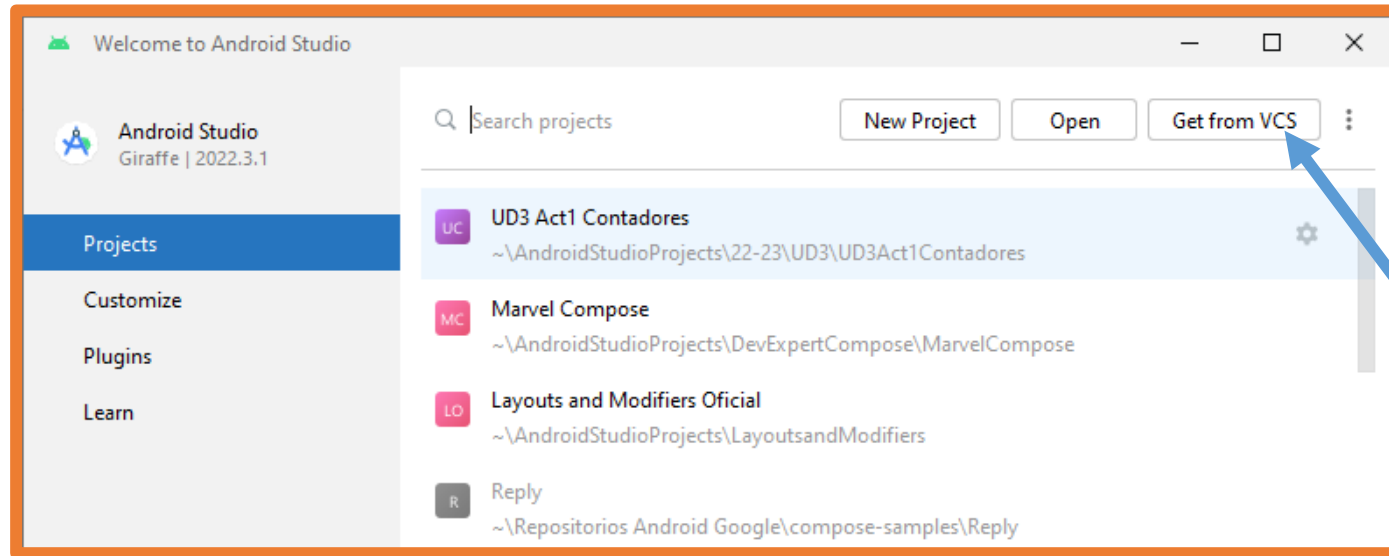 Welcome to Android Studio
Android Studio
Giraffe | 2022.3.1
Search projects
New Project
Open
Get from VCS
Projects
Customize
Plugins
Learn
UC
UD3 Act1 Contadores
~\AndroidStudioProjects\22-23\UD3\UD3Act1Contadores
MC
Marvel Compose
~\AndroidStudioProjects\DevExpertCompose\MarvelCompose
LO
Layouts and Modifiers Oficial
~\AndroidStudioProjects\LayoutsandModifiers
R
Reply
~\Repositorios Android Google\compose-samples\Reply